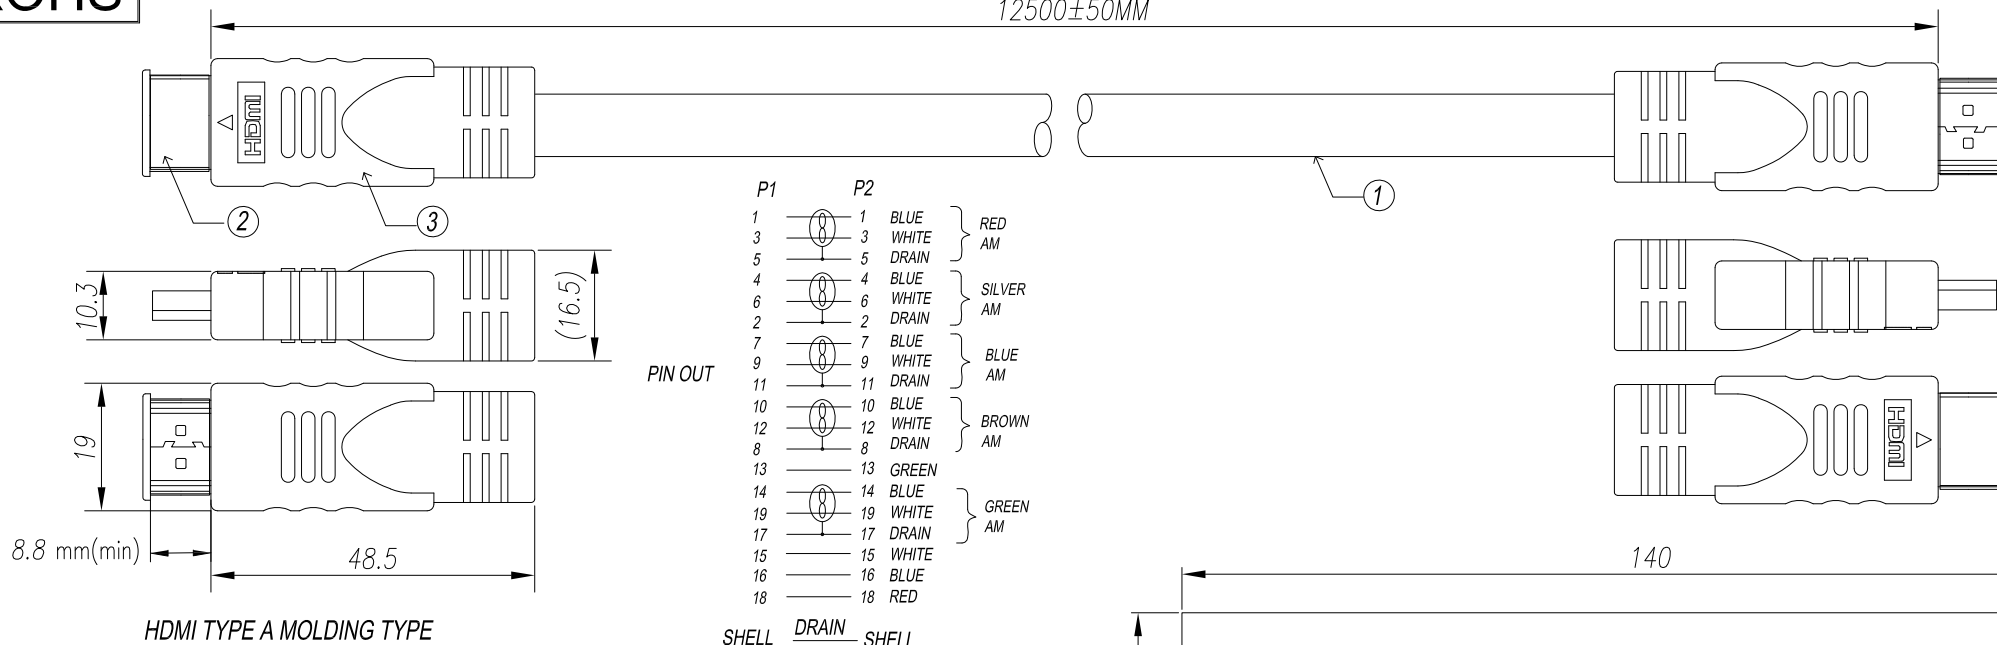 ROHS
12500±50MM
HDMI
2
3
1
10.3
(16.5)
19
8.8 mm(min)
48.5
HDMI TYPE A MOLDING TYPE
PIN OUT
P1 P2
1 1 BLUE
3 3 WHITE
5 5 DRAIN
RED
AM
4 4 BLUE
6 6 WHITE
2 2 DRAIN
SILVER
AM
7 7 BLUE
9 9 WHITE
11 11 DRAIN
BLUE
AM
10 10 BLUE
12 12 WHITE
8 8 DRAIN
BROWN
AM
13 13 GREEN
14 14 BLUE
19 19 WHITE
17 17 DRAIN
GREEN
AM
15 15 WHITE
16 16 BLUE
18 18 RED
SHELL DRAIN SHELL
HDMI
140